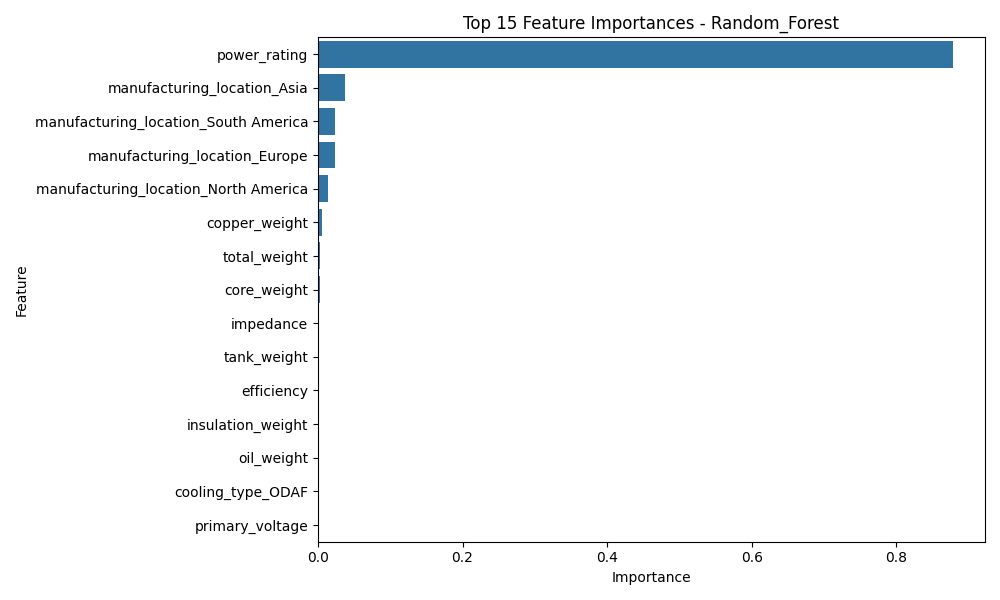 Top 15 Feature Importances - Random_Forest
Feature
power_rating
manufacturing_location_Asia
manufacturing_location_South America
manufacturing_location_Europe
manufacturing_location_North America
copper_weight
total_weight
core_weight
impedance
tank_weight
efficiency
insulation_weight
oil_weight
cooling_type_ODAF
primary_voltage
0.0 0.2 0.4 0.6 0.8
Importance